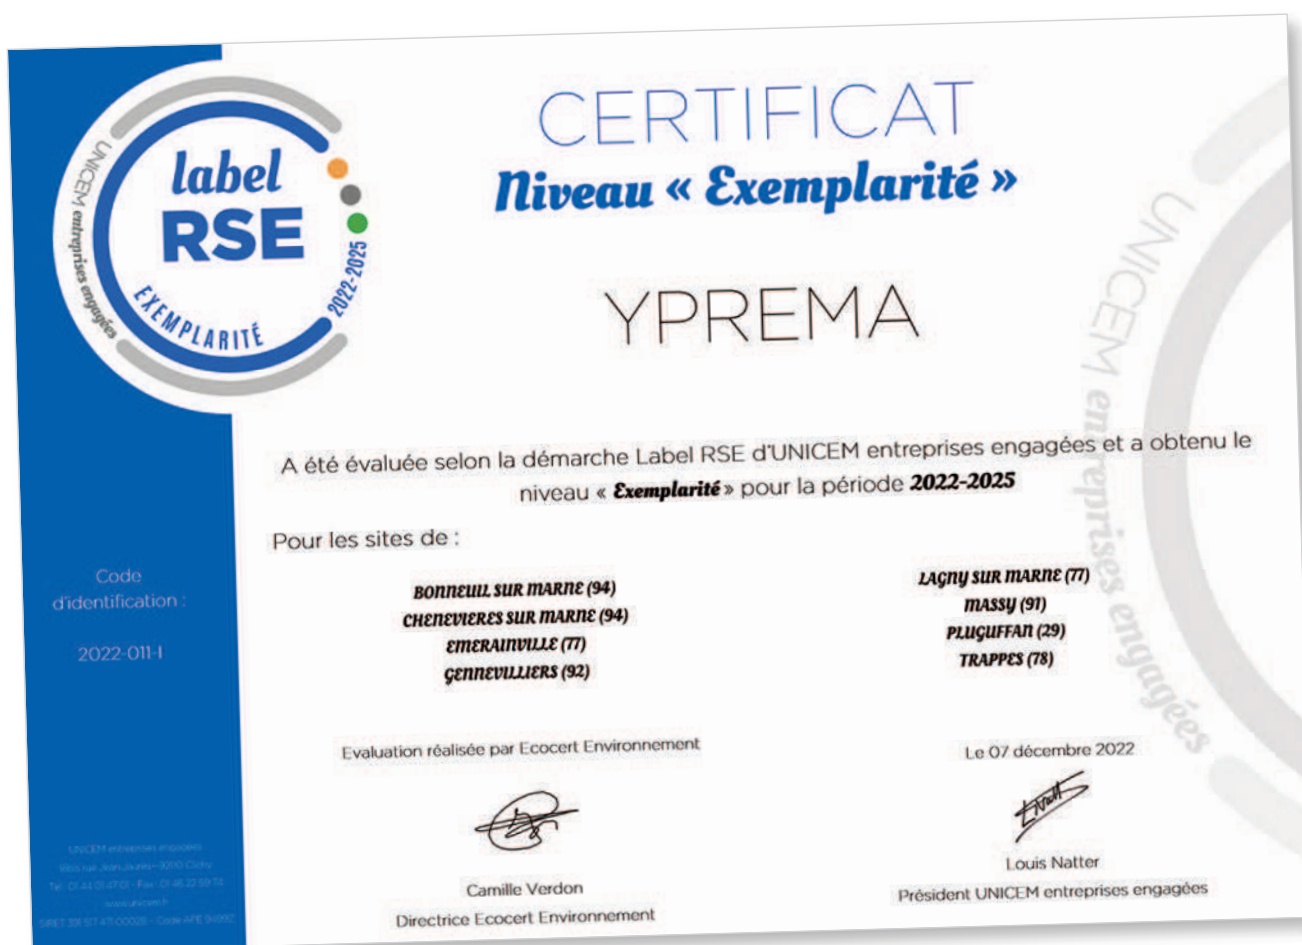 CERTIFICAT
Niveau « Exemplarité »
YPREMA
label
RSE
EXEMPLARITÉ
2022-2025
UNICEM entreprises engagées
A été évaluée selon la démarche Label RSE d'UNICEM entreprises engagées et a obtenu le
niveau « Exemplarité » pour la période 2022-2025
Pour les sites de :
BONNEUIL SUR MARNE (94)
CHENEVIERES SUR MARNE (94)
EMERAINVILLE (77)
GENNEVILLIERS (92)
LAGNY SUR MARNE (77)
MASSY (91)
PLUGUFFAN (29)
TRAPPES (78)
Code
d'identification :
2022-011-I
Evaluation réalisée par Ecocert Environnement
Camille Verdon
Directrice Ecocert Environnement
Le 07 décembre 2022
Louis Natter
Président UNICEM entreprises engagées
UNICEM entreprises engagées
UNICEM entreprises engagées